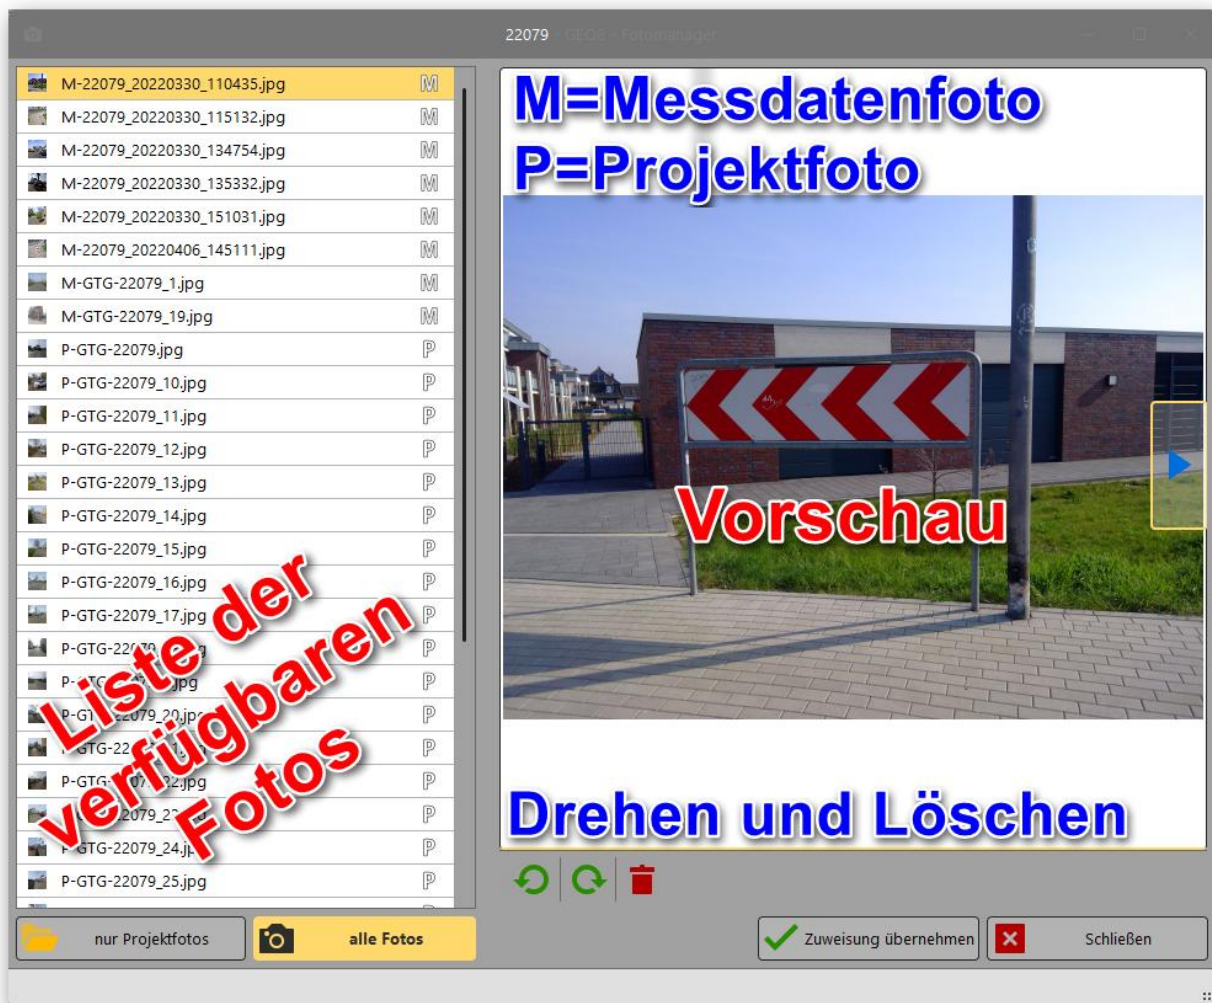 22079 - GEO8 - Fotomanager
M-22079_20220330_110435.jpg M
M-22079_20220330_115132.jpg M
M-22079_20220330_134754.jpg M
M-22079_20220330_135332.jpg M
M-22079_20220330_151031.jpg M
M-22079_20220406_145111.jpg M
M-GTG-22079_1.jpg M
M-GTG-22079_19.jpg M
P-GTG-22079.jpg P
P-GTG-22079_10.jpg P
P-GTG-22079_11.jpg P
P-GTG-22079_12.jpg P
P-GTG-22079_13.jpg P
P-GTG-22079_14.jpg P
P-GTG-22079_15.jpg P
P-GTG-22079_16.jpg P
P-GTG-22079_17.jpg P
P
P
P
P
P
P
P
P-GTG-22079_25.jpg P
Liste der
verfügbaren
Fotos
M=Messdatenfoto
P=Projektfoto
Vorschau
Drehen und Löschen
nur Projektfotos
alle Fotos
Zuweisung übernehmen
Schließen